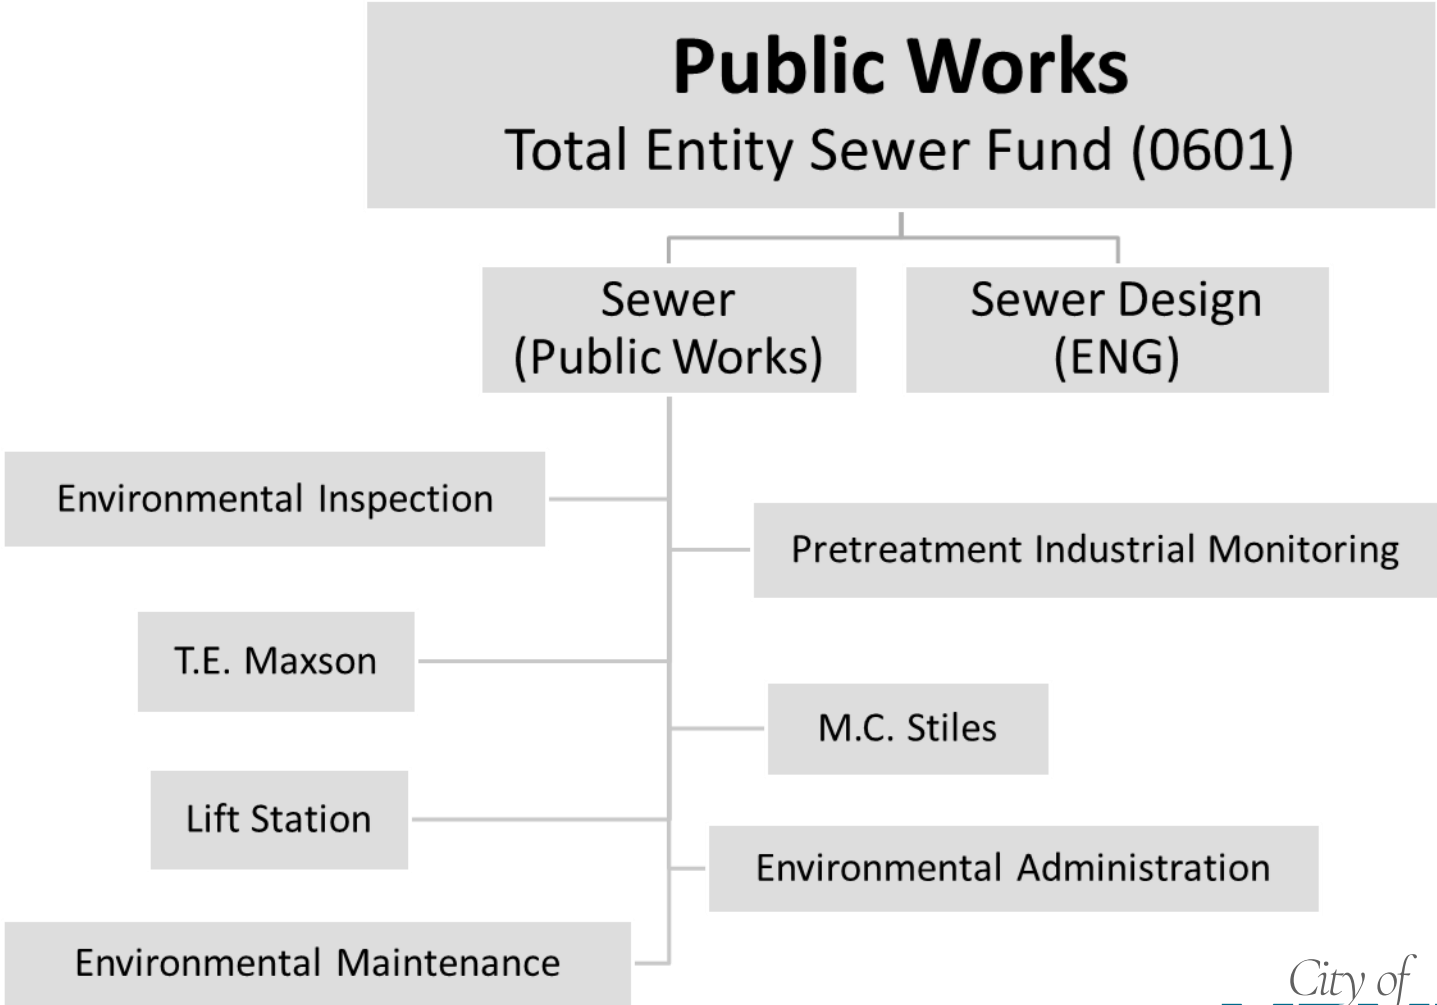 Public Works
Total Entity Sewer Fund (0601)
Sewer
(Public Works)
Sewer Design
(ENG)
Environmental Inspection
Pretreatment Industrial Monitoring
T.E. Maxson
M.C. Stiles
Lift Station
Environmental Administration
Environmental Maintenance
City of